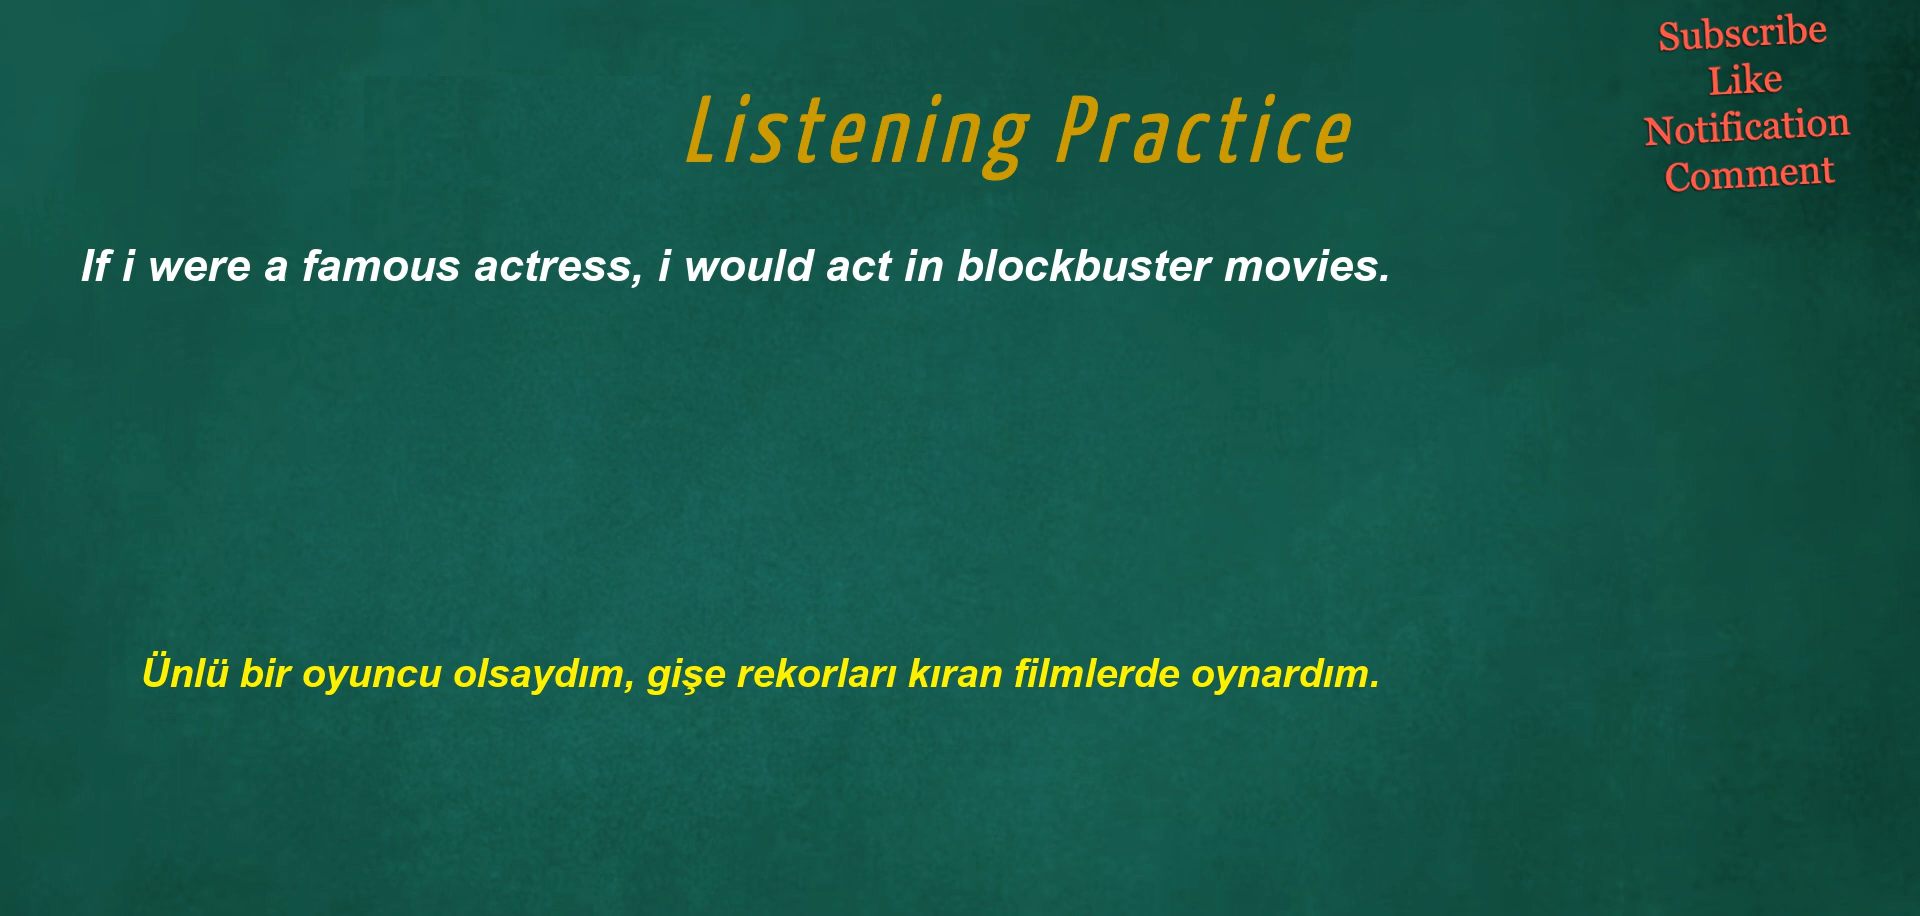 Listening Practice
Subscribe
Like
Notification
Comment
If i were a famous actress, i would act in blockbuster movies.
Ünlü bir oyuncu olsaydım, gişe rekorları kıran filmlerde oynardım.